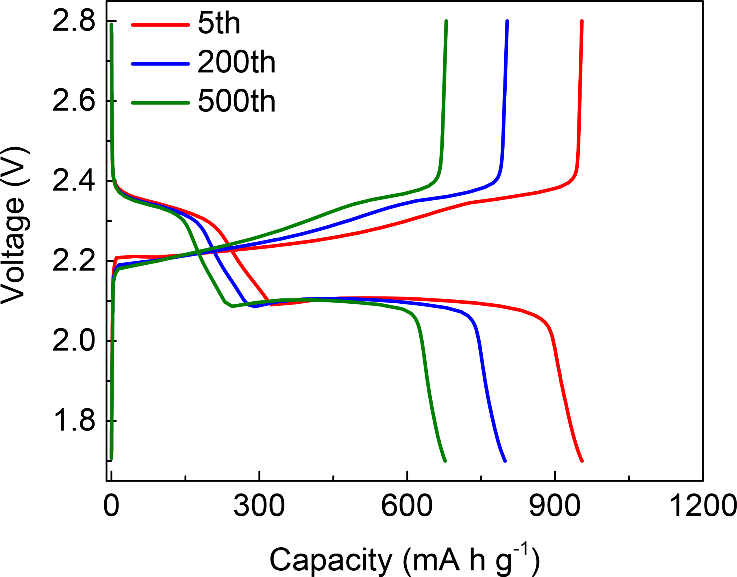 2.8
2.6
2.4
2.2
2.0
1.8
Voltage (V)
5th
200th
500th
0 300 600 900 1200
Capacity (mA h g⁻¹)